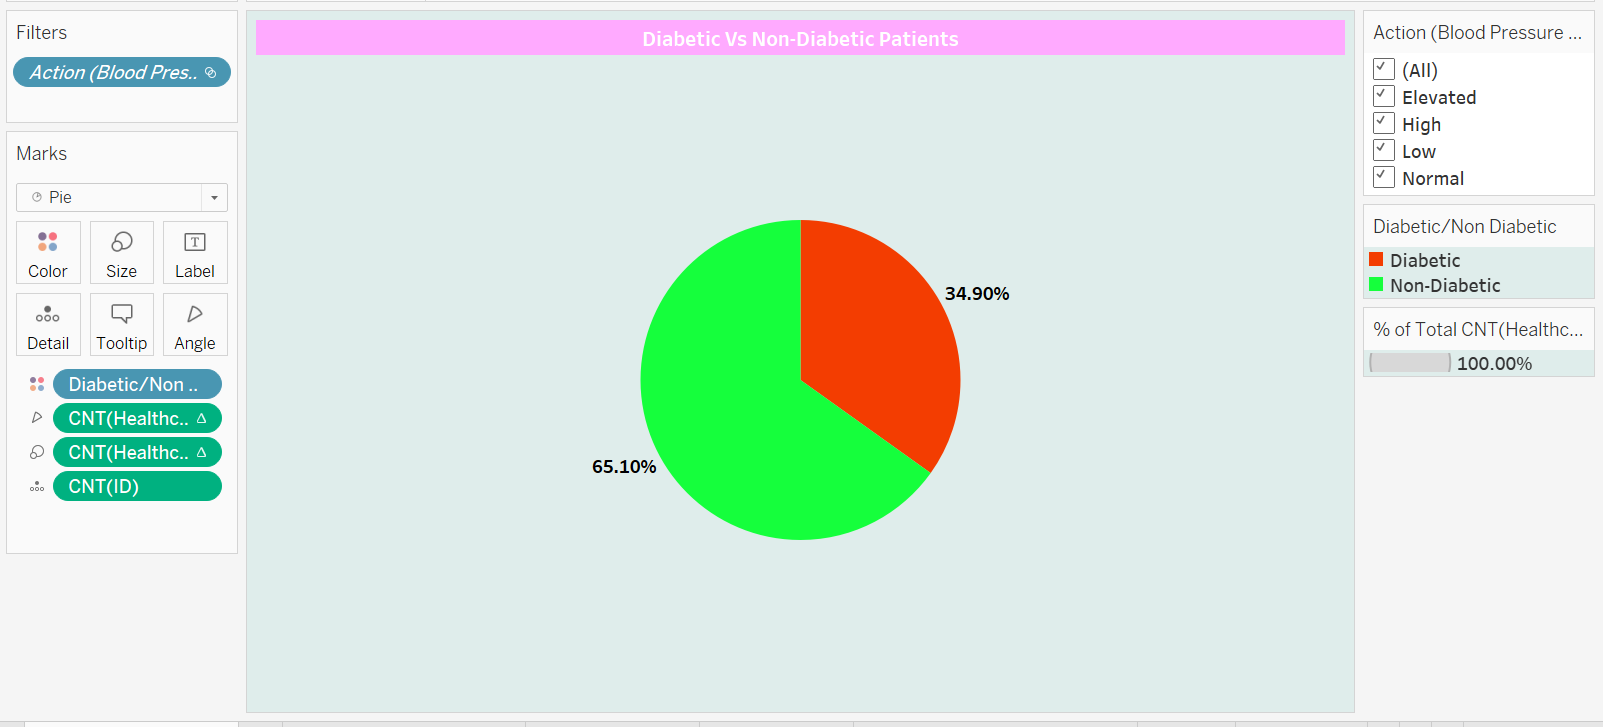 Filters
Action (Blood Pres..
Marks
Pie
Color
Size
Label
Detail
Tooltip
Angle
Diabetic/Non ..
CNT(Healthc.. Δ
CNT(Healthc.. Δ
CNT(ID)
Diabetic Vs Non-Diabetic Patients
34.90%
65.10%
Action (Blood Pressure ...
(All)
Elevated
High
Low
Normal
Diabetic/Non Diabetic
Diabetic
Non-Diabetic
% of Total CNT(Healthc...
100.00%